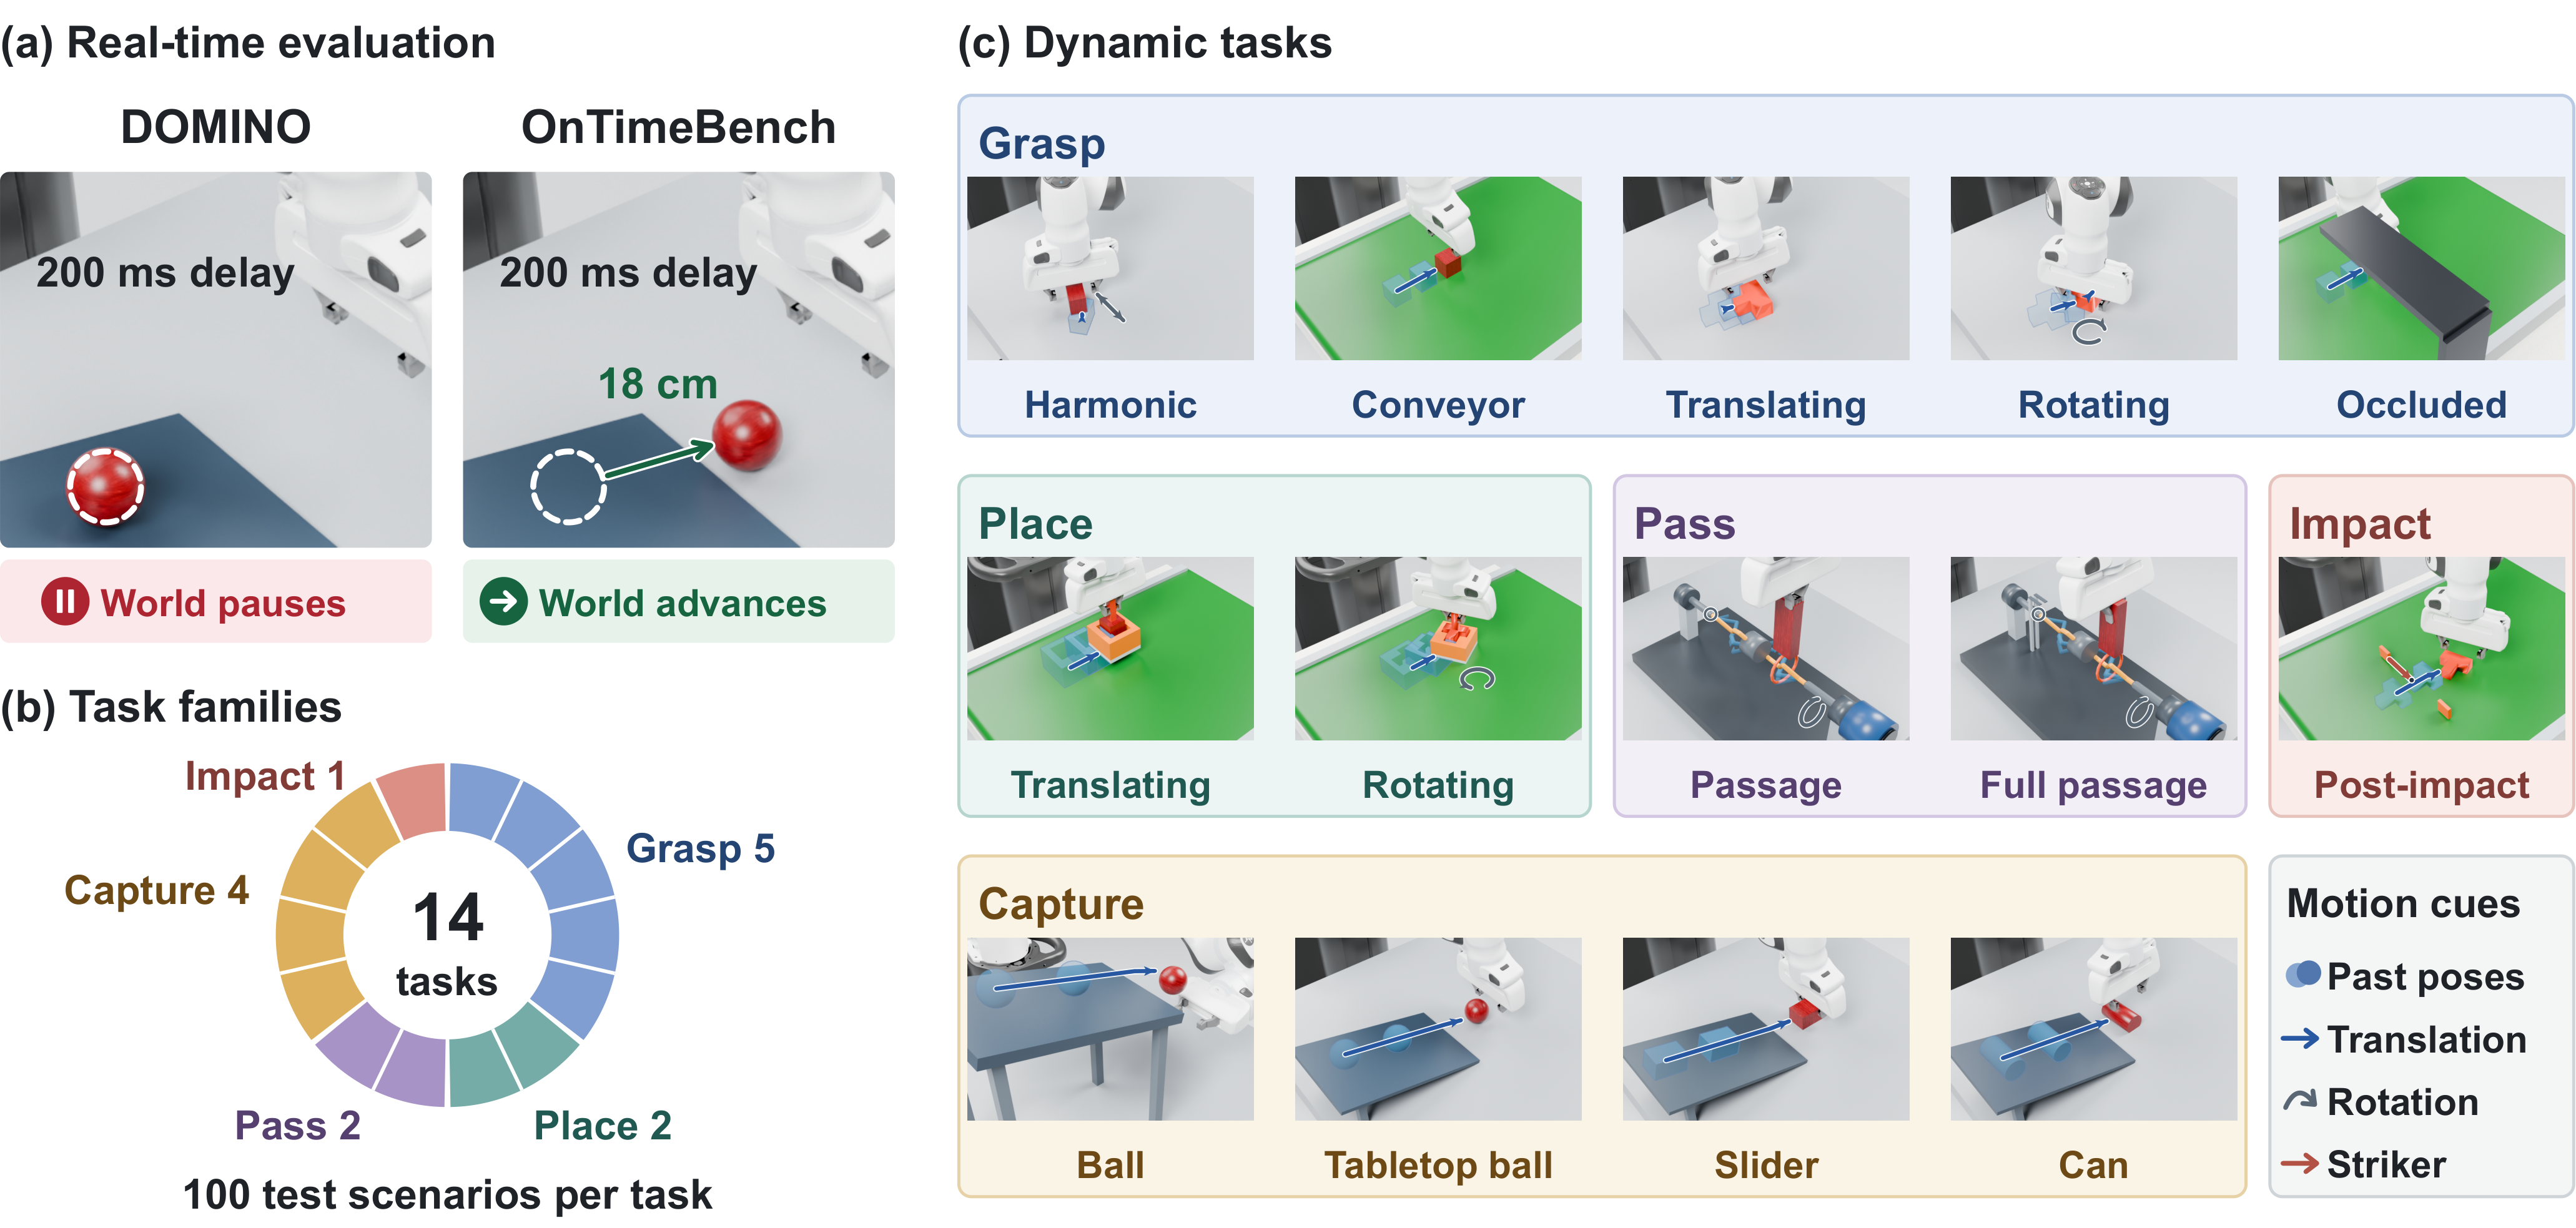 (a) Real-time evaluation
DOMINO
OnTimeBench
200 ms delay
200 ms delay
18 cm
World pauses
World advances
(b) Task families
Impact 1
Grasp 5
Capture 4
14
tasks
Pass 2
Place 2
100 test scenarios per task
(c) Dynamic tasks
Grasp
Harmonic
Conveyor
Translating
Rotating
Occluded
Place
Translating
Rotating
Pass
Passage
Full passage
Impact
Post-impact
Capture
Ball
Tabletop ball
Slider
Can
Motion cues
Past poses
Translation
Rotation
Striker